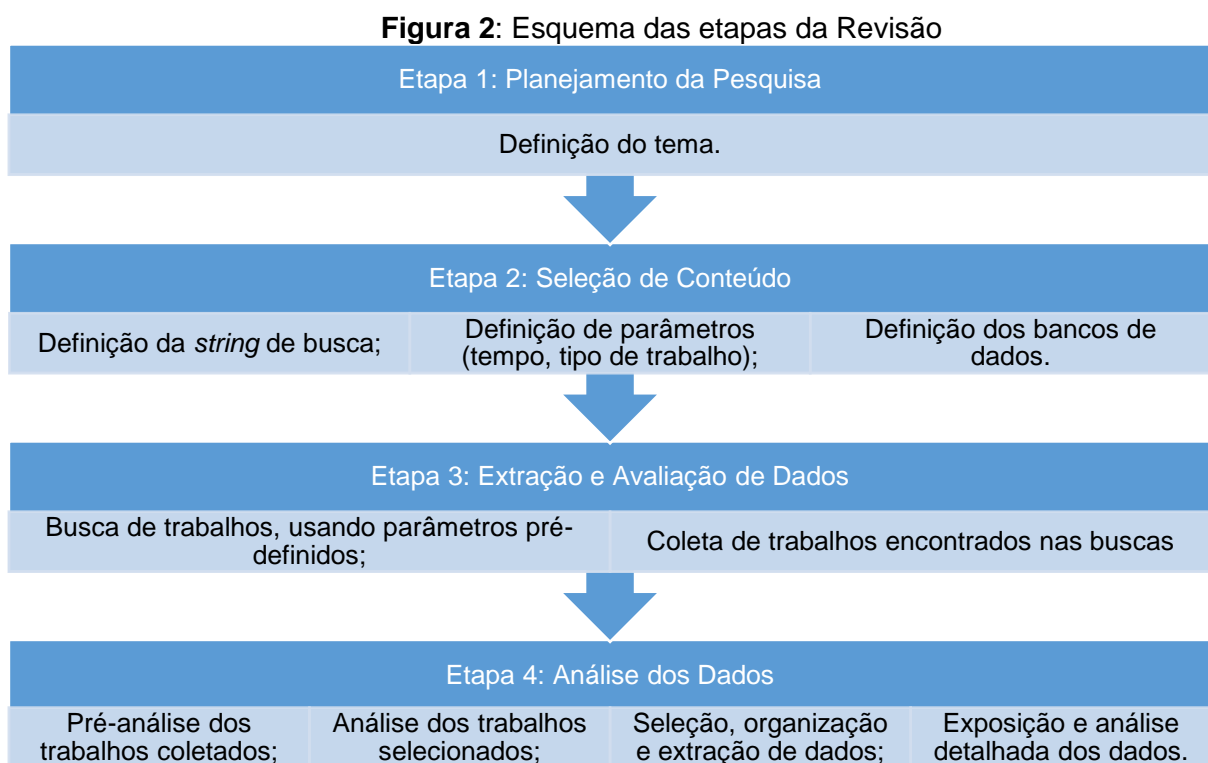 Figura 2: Esquema das etapas da Revisão
Etapa 1: Planejamento da Pesquisa
Definição do tema.
Etapa 2: Seleção de Conteúdo
Definição da string de busca;
Definição de parâmetros
(tempo, tipo de trabalho);
Definição dos bancos de
dados.
Etapa 3: Extração e Avaliação de Dados
Busca de trabalhos, usando parâmetros pré-
definidos;
Coleta de trabalhos encontrados nas buscas
Etapa 4: Análise dos Dados
Pré-análise dos
trabalhos coletados;
Análise dos trabalhos
selecionados;
Seleção, organização
e extração de dados;
Exposição e análise
detalhada dos dados.